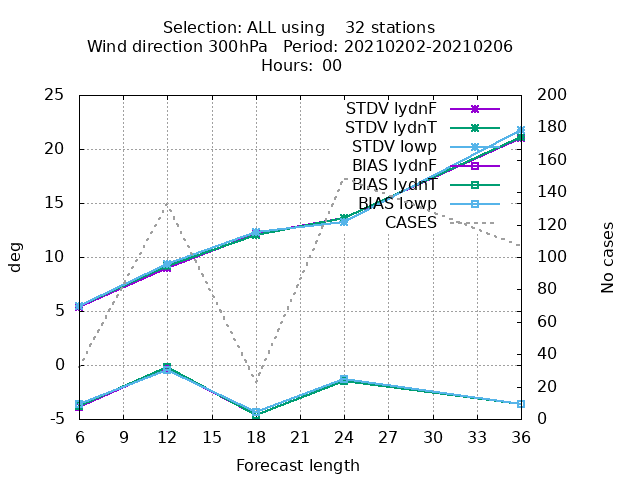 Selection: ALL using    32 stations
Wind direction 300hPa   Period: 20210202-20210206
Hours: 00
25
20
15
10
5
0
-5
deg
200
180
160
140
120
100
80
60
40
20
0
No cases
STDV lydnF
STDV lydnT
STDV lowp
BIAS lydnF
BIAS lydnT
BIAS lowp
CASES
6 9 12 15 18 21 24 27 30 33 36
Forecast length